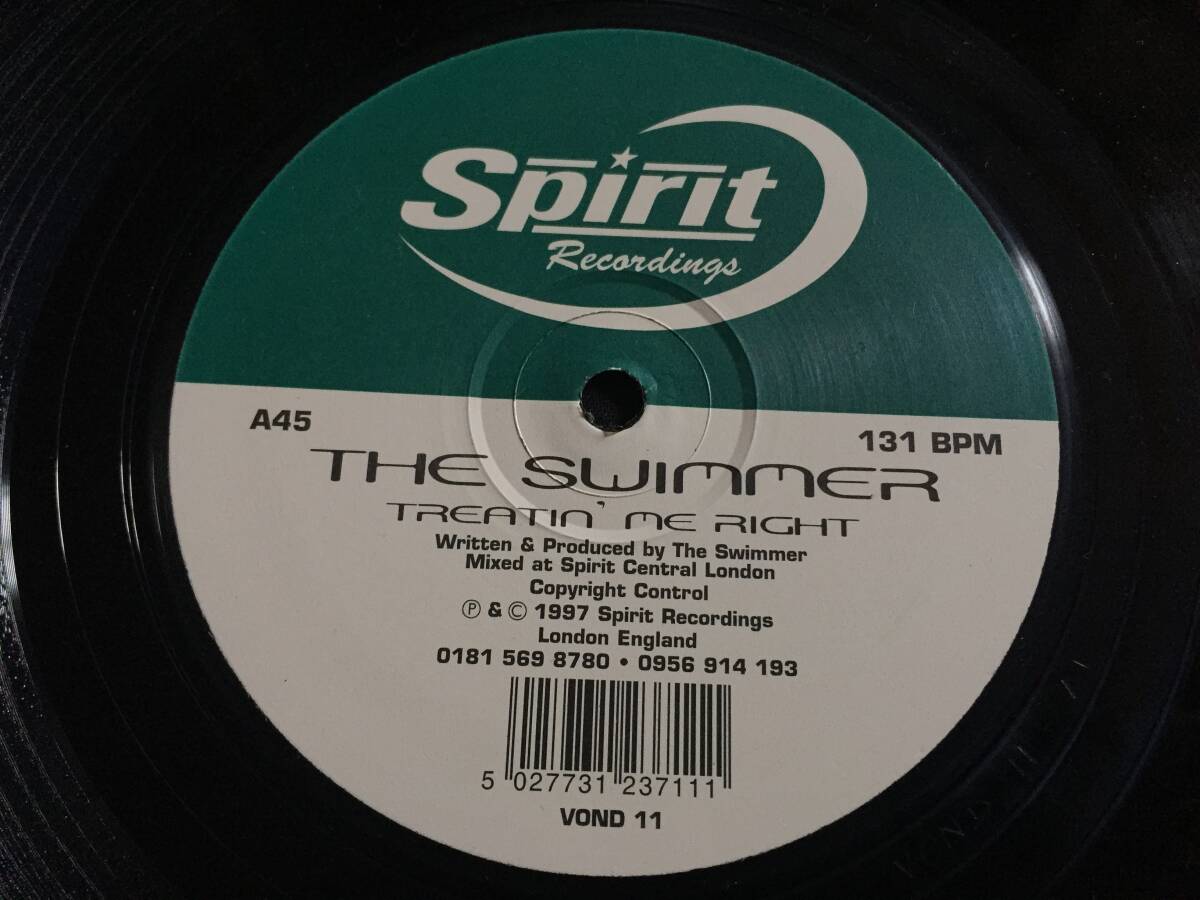 Spirit
Recordings
A45
131 BPM
THE SWIMMER
TREATIN' ME RIGHT
Written & Produced by The Swimmer
Mixed at Spirit Central London
Copyright Control
Ⓟ & © 1997 Spirit Recordings
London England
0181 569 8780 • 0956 914 193
5 027731 237111
VOND 11